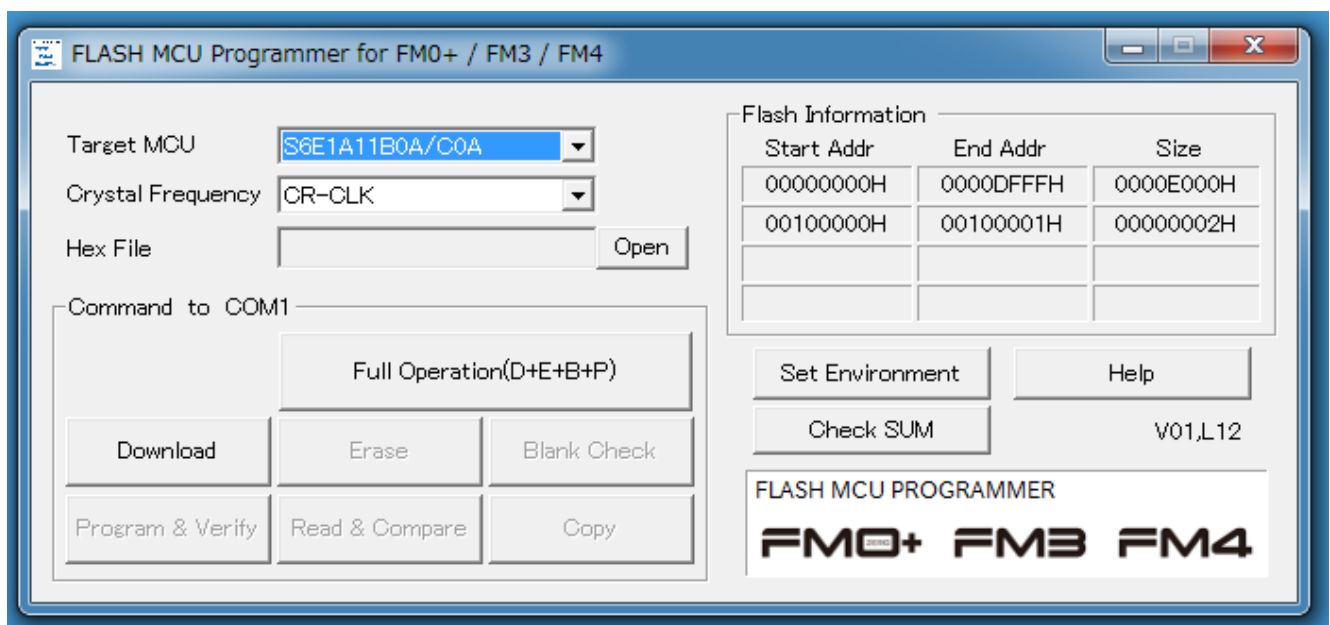 FLASH MCU Programmer for FM0+ / FM3 / FM4
Target MCU S6E1A11B0A/C0A
Crystal Frequency CR-CLK
Hex File Open
Command to COM1
Full Operation(D+E+B+P)
Download Erase Blank Check
Program & Verify Read & Compare Copy
Flash Information
Start Addr End Addr Size
00000000H 0000DFFFH 0000E000H
00100000H 00100001H 00000002H
Set Environment Help
Check SUM V01,L12
FLASH MCU PROGRAMMER
FM0+ FM3 FM4